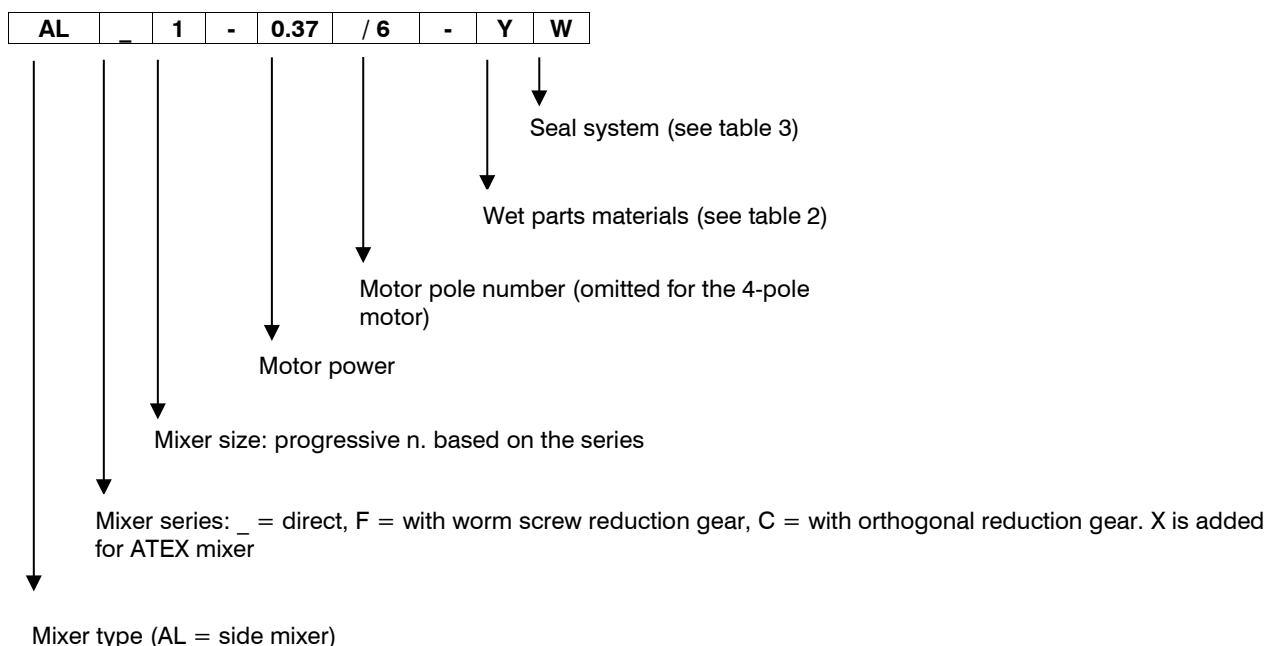 AL _ 1 - 0.37 / 6 - Y W
Seal system (see table 3)
Wet parts materials (see table 2)
Motor pole number (omitted for the 4-pole
motor)
Motor power
Mixer size: progressive n. based on the series
Mixer series: _ = direct, F = with worm screw reduction gear, C = with orthogonal reduction gear. X is added
for ATEX mixer
Mixer type (AL = side mixer)